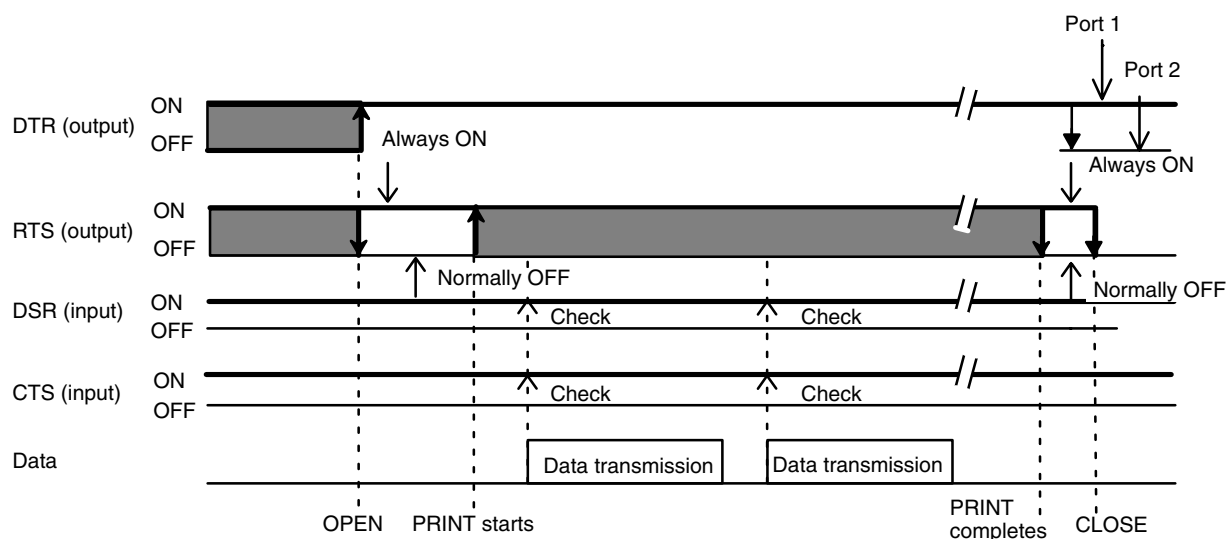 Port 1
Port 2
DTR (output)
ON
OFF
Always ON
Always ON
RTS (output)
ON
OFF
Normally OFF
Normally OFF
DSR (input)
ON
OFF
Check
Check
CTS (input)
ON
OFF
Check
Check
Data
Data transmission
Data transmission
OPEN
PRINT starts
PRINT
completes
CLOSE